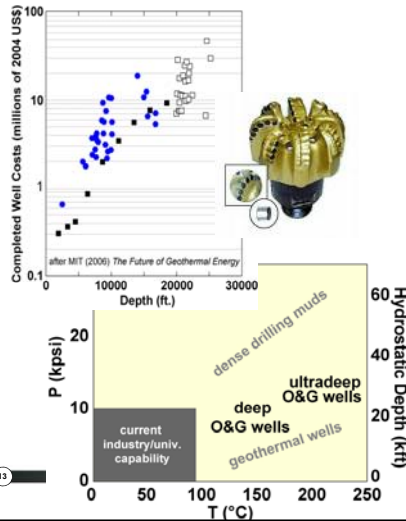 Completed Well Costs (millions of 2004 US$)
100
10
1
0.1
after MIT (2006) The Future of Geothermal Energy
0 10000 20000 30000
Depth (ft.)
P (kpsi)
20
10
0
dense drilling muds
ultradeep
O&G wells
deep
O&G wells
geothermal wells
current
industry/univ.
capability
60
40
20
0
Hydrostatic Depth (kft)
0 50 100 150 200 250
T (°C)
13